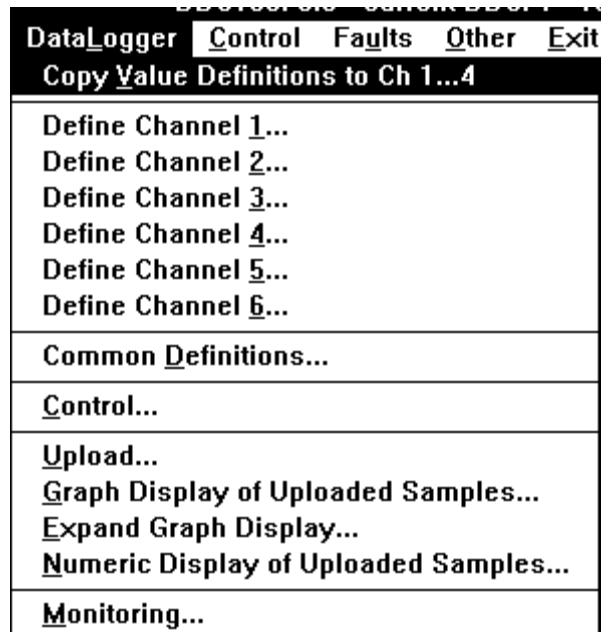 DataLogger Control Faults Other Exit
Copy Value Definitions to Ch 1...4
Define Channel 1...
Define Channel 2...
Define Channel 3...
Define Channel 4...
Define Channel 5...
Define Channel 6...
Common Definitions...
Control...
Upload...
Graph Display of Uploaded Samples...
Expand Graph Display...
Numeric Display of Uploaded Samples...
Monitoring...